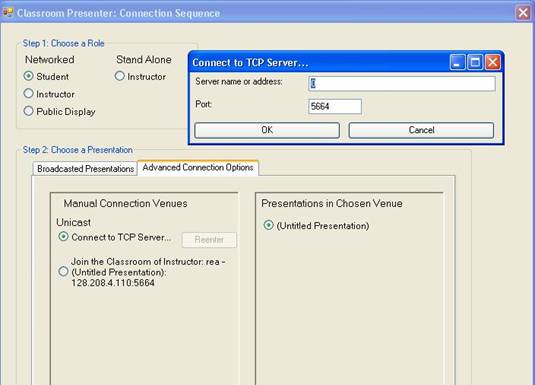 Classroom Presenter: Connection Sequence
Step 1: Choose a Role
Networked
Stand Alone
Student
Instructor
Instructor
Public Display
Connect to TCP Server...
Server name or address:
0
Port:
5664
OK
Cancel
Step 2: Choose a Presentation
Broadcasted Presentations
Advanced Connection Options
Manual Connection Venues
Unicast
Connect to TCP Server...
Reenter
Join the Classroom of Instructor: rea -
(Untitled Presentation):
128.208.4.110:5664
Presentations in Chosen Venue
(Untitled Presentation)